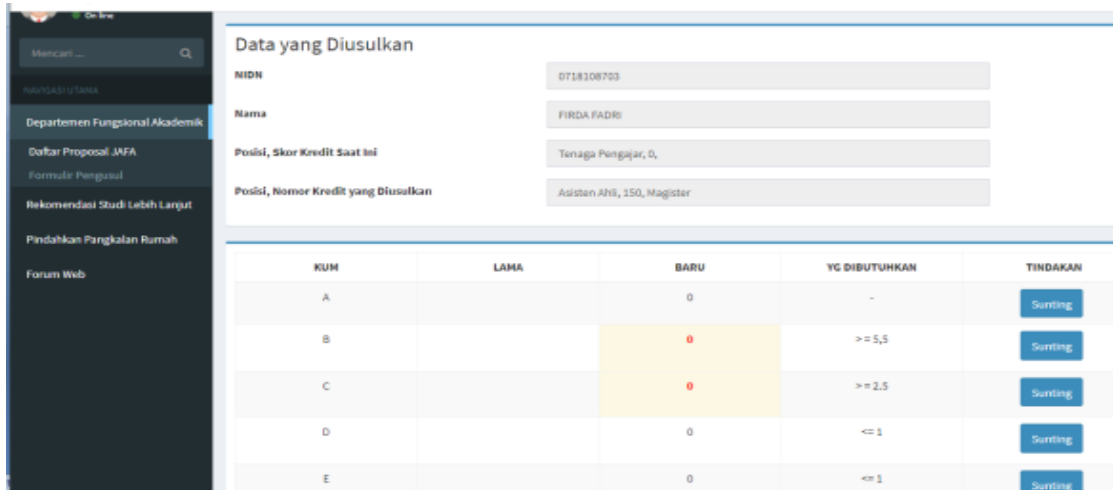 On line
Mencari ...
NAVIGASI UTAMA
Departemen Fungsional Akademik
Daftar Proposal JAFA
Formulir Pengusul
Rekomendasi Studi Lebih Lanjut
Pindahkan Pangkalan Rumah
Forum Web
Data yang Diusulkan
NIDN 0718108703
Nama FIRDA FADRI
Posisi, Skor Kredit Saat Ini Tenaga Pengajar, 0,
Posisi, Nomor Kredit yang Diusulkan Asisten Ahli, 150, Magister
KUM LAMA BARU YG DIBUTUHKAN TINDAKAN
A 0 - Sunting
B 0 >= 5,5 Sunting
C 0 >= 2.5 Sunting
D 0 <= 1 Sunting
E 0 <= 1 Sunting